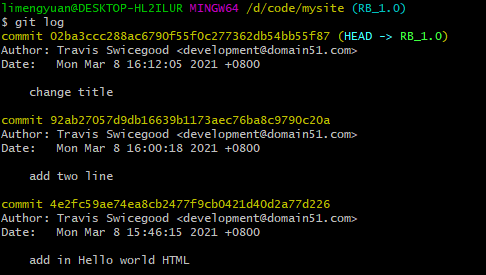 limengyuan@DESKTOP-HL2ILUR MINGW64 /d/code/mysite (RB_1.0)
$ git log
commit 02ba3ccc288ac6790f55f0c277362db54bb55f87 (HEAD -> RB_1.0)
Author: Travis Swicegood <development@domain51.com>
Date:   Mon Mar 8 16:12:05 2021 +0800
    change title
commit 92ab27057d9db16639b1173aec76ba8c9790c20a
Author: Travis Swicegood <development@domain51.com>
Date:   Mon Mar 8 16:00:18 2021 +0800
    add two line
commit 4e2fc59ae74ea8cb2477f9cb0421d40d2a77d226
Author: Travis Swicegood <development@domain51.com>
Date:   Mon Mar 8 15:46:15 2021 +0800
    add in Hello world HTML